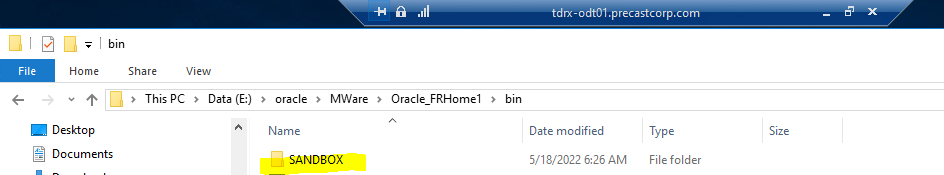 tdrx-odt01.precastcorp.com
bin
File Home Share View
This PC > Data (E:) > oracle > MWare > Oracle_FRHome1 > bin
Desktop
Name Date modified Type Size
Documents
SANDBOX 5/18/2022 6:26 AM File folder